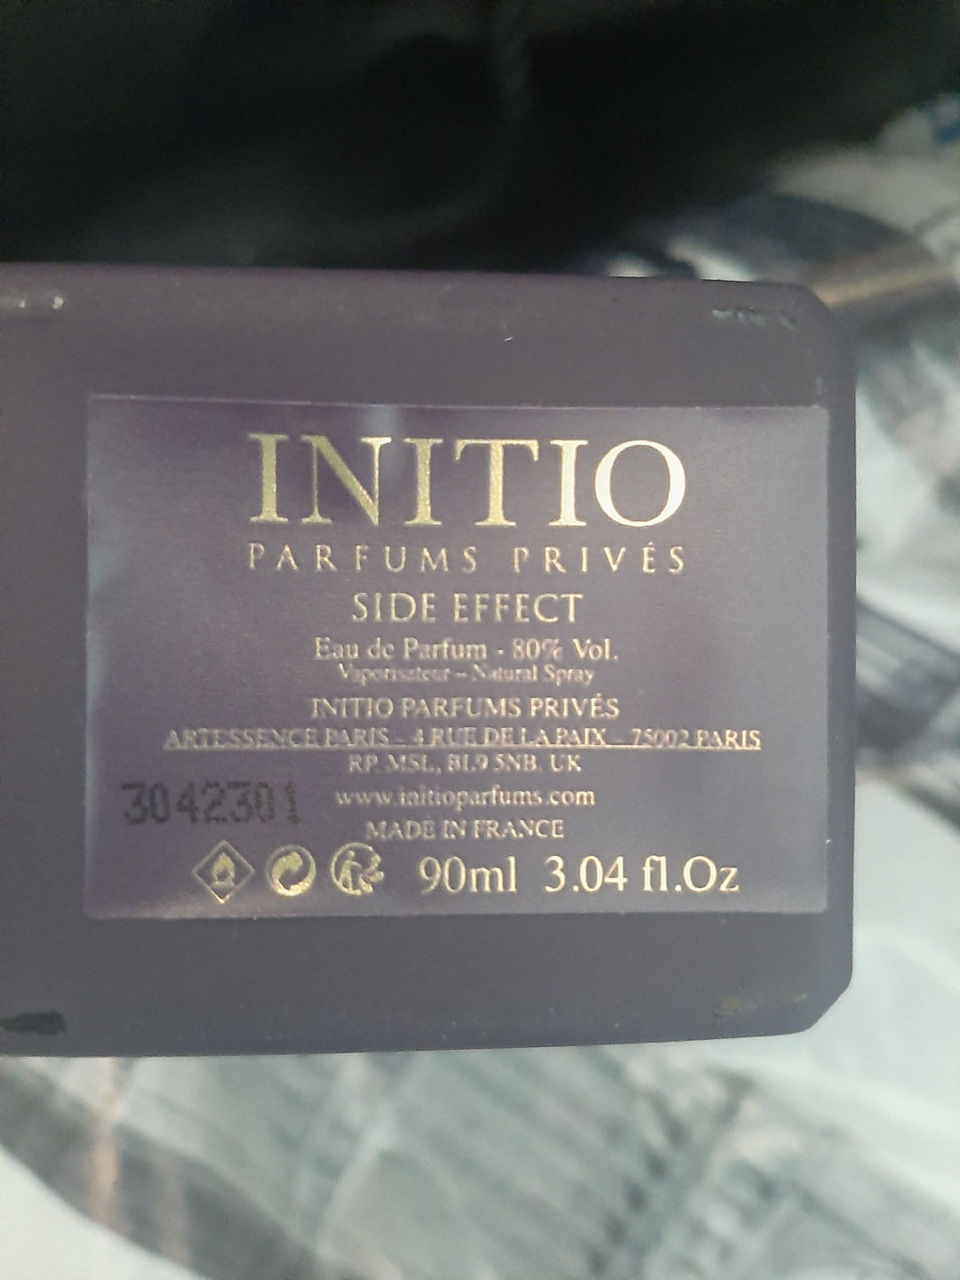 INITIO
PARFUMS PRIVÉS
SIDE EFFECT
Eau de Parfum - 80% Vol.
Vaporisateur – Natural Spray
INITIO PARFUMS PRIVÉS
ARTESSENCE PARIS - 4 RUE DE LA PAIX - 75002 PARIS
RP. MSL, BL9 5NB. UK
3042301
www.initioparfums.com
MADE IN FRANCE
90ml 3.04 fl.Oz